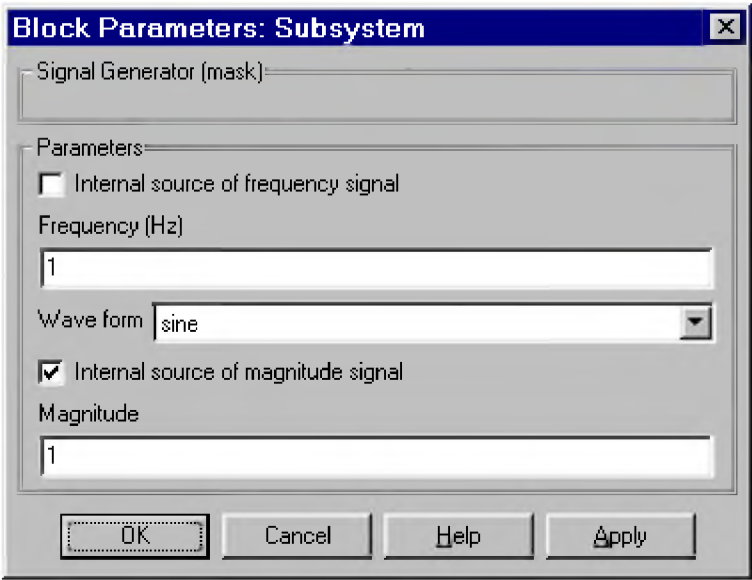 Block Parameters: Subsystem
Signal Generator (mask)
Parameters
Internal source of frequency signal
Frequency (Hz)
1
Wave form sine
Internal source of magnitude signal
Magnitude
1
OK Cancel Help Apply